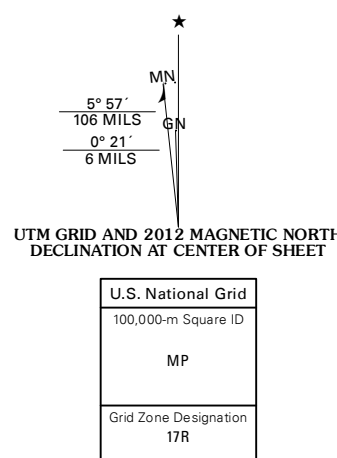 ★
MN
5° 57´
106 MILS
GN
0° 21´
6 MILS
UTM GRID AND 2012 MAGNETIC NORTH
DECLINATION AT CENTER OF SHEET
U.S. National Grid
100,000-m Square ID
MP
Grid Zone Designation
17R